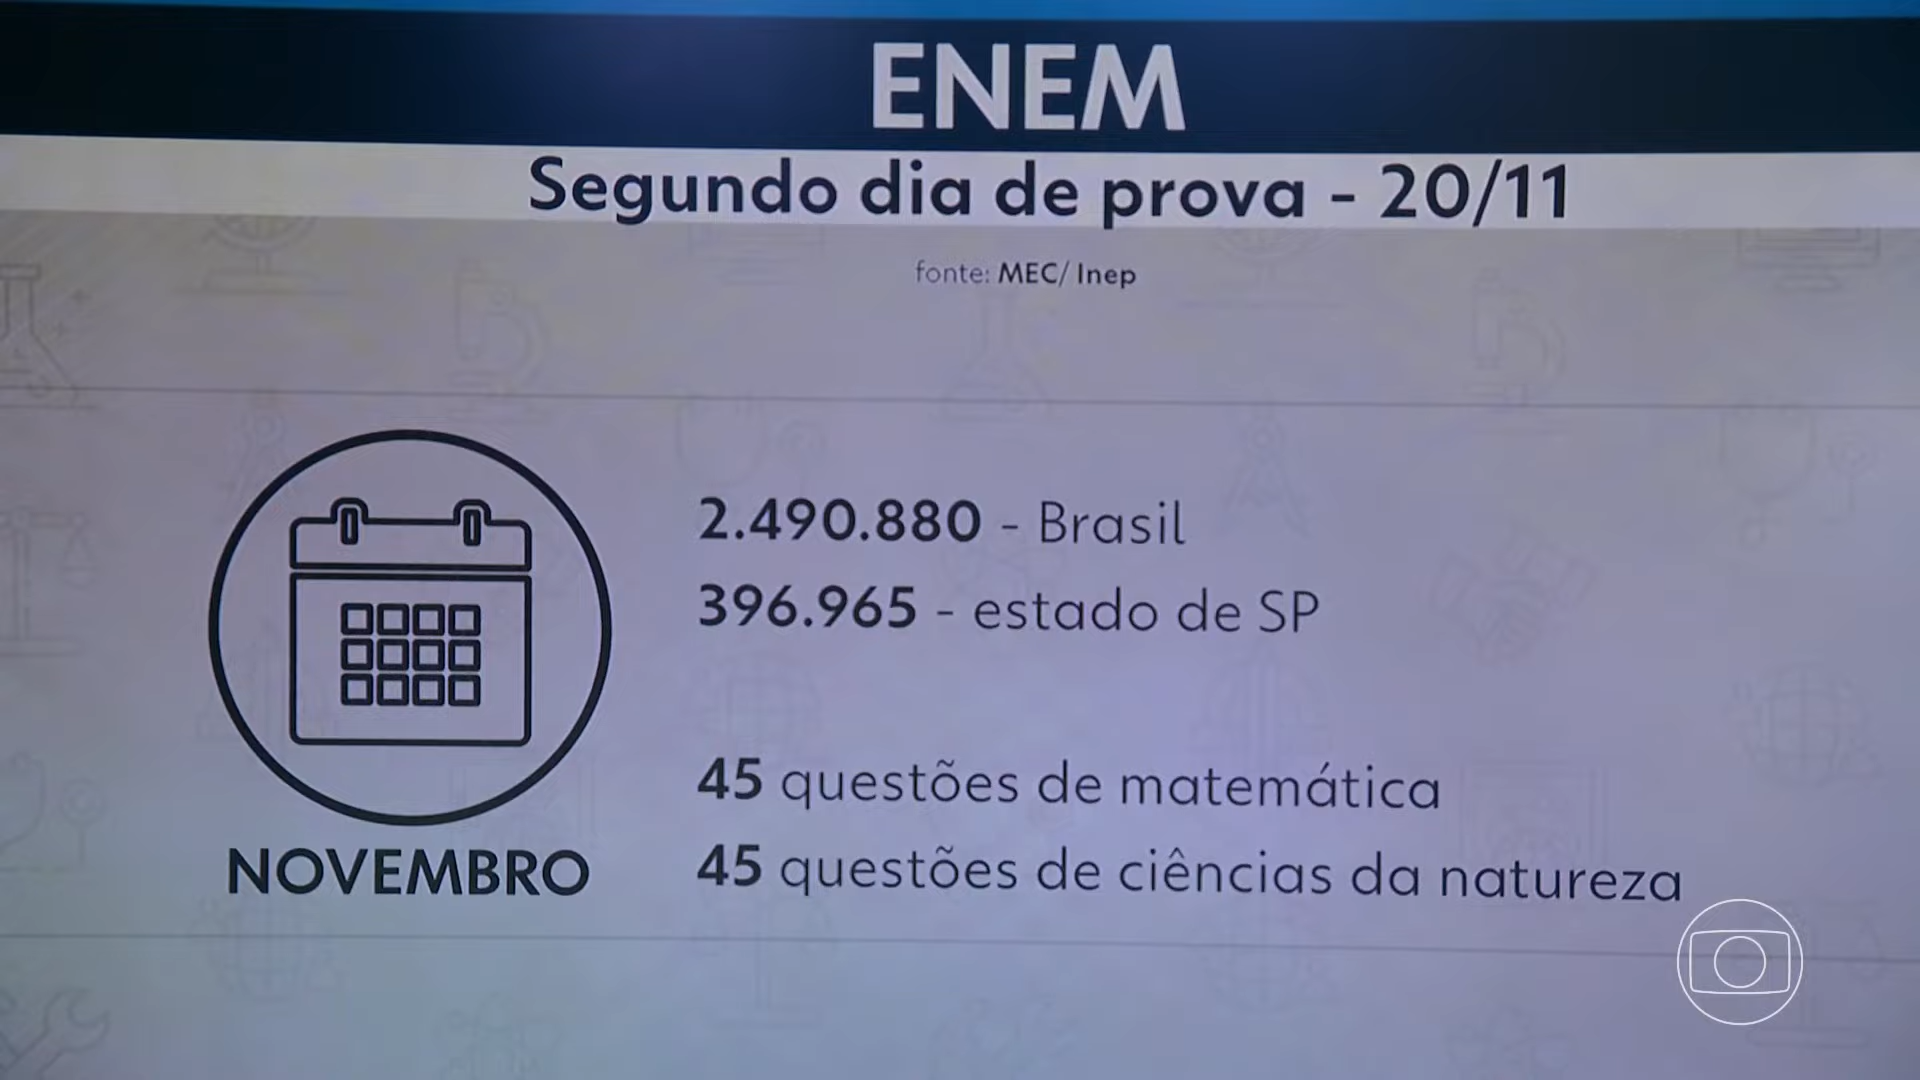 ENEM
Segundo dia de prova - 20/11
fonte: MEC/ Inep
2.490.880 - Brasil
396.965 - estado de SP
45 questões de matemática
45 questões de ciências da natureza
NOVEMBRO